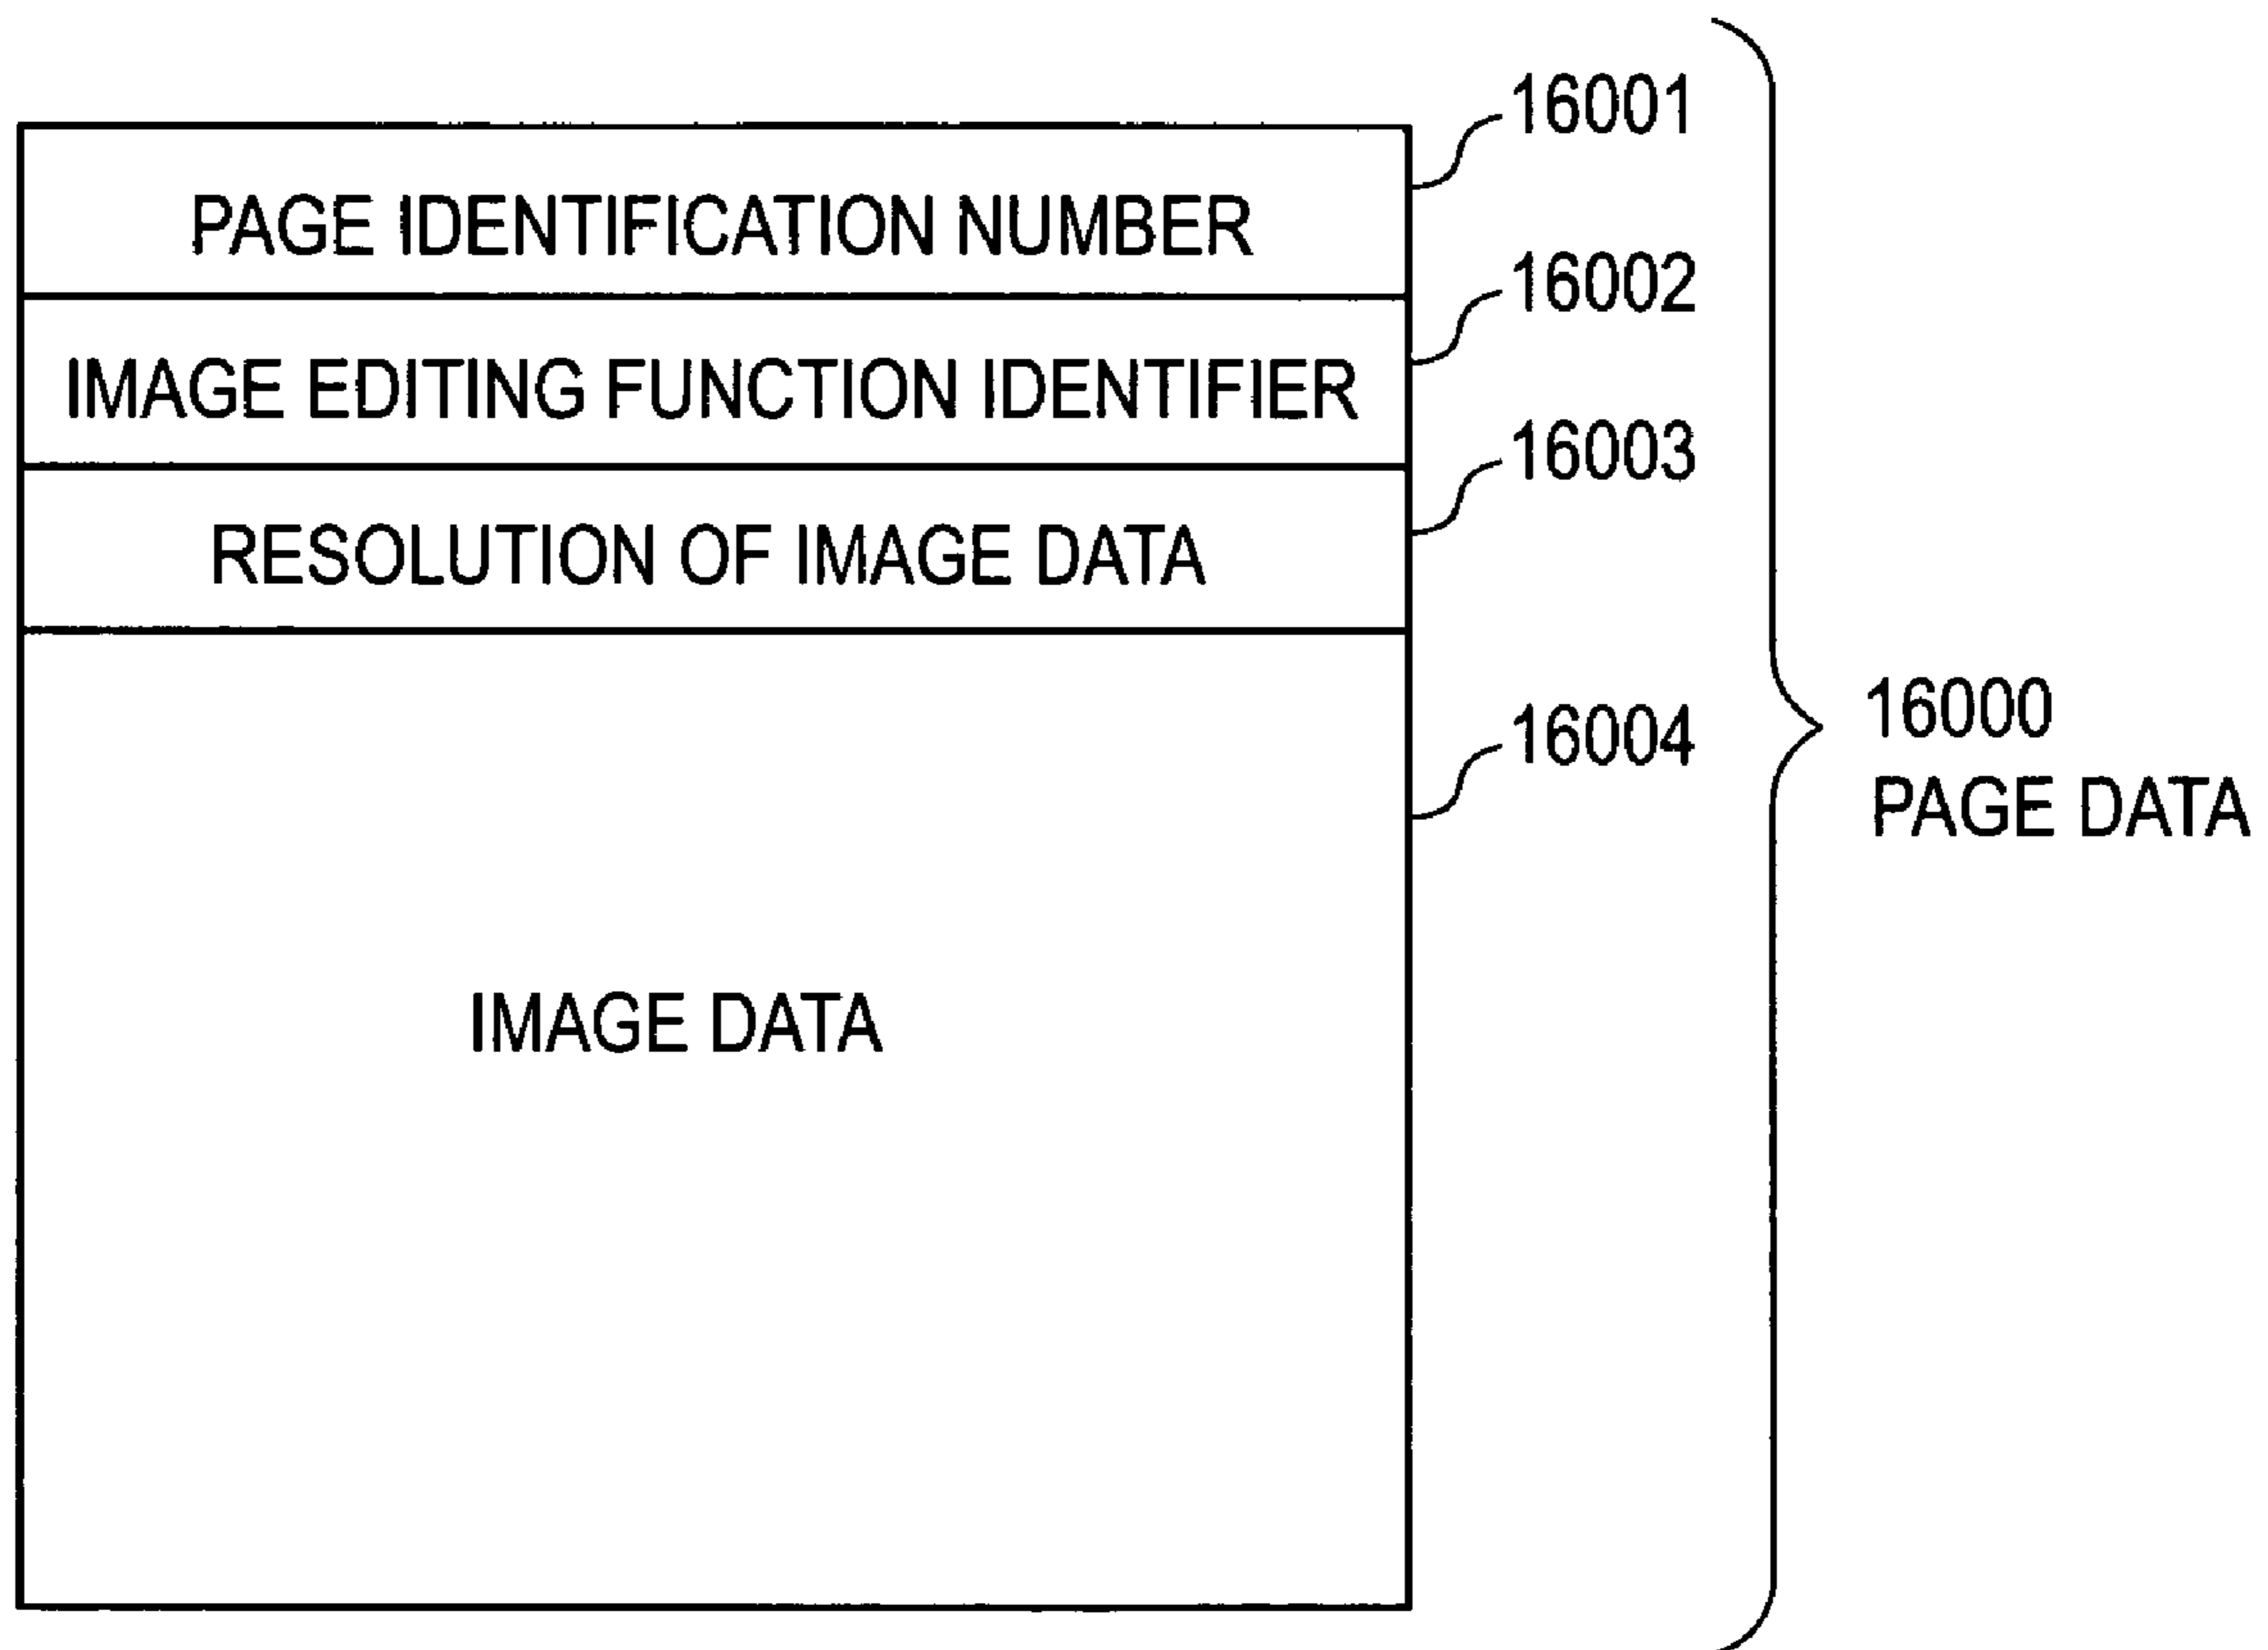 16001
PAGE IDENTIFICATION NUMBER
16002
IMAGE EDITING FUNCTION IDENTIFIER
16003
RESOLUTION OF IMAGE DATA
16004
IMAGE DATA
16000
PAGE DATA